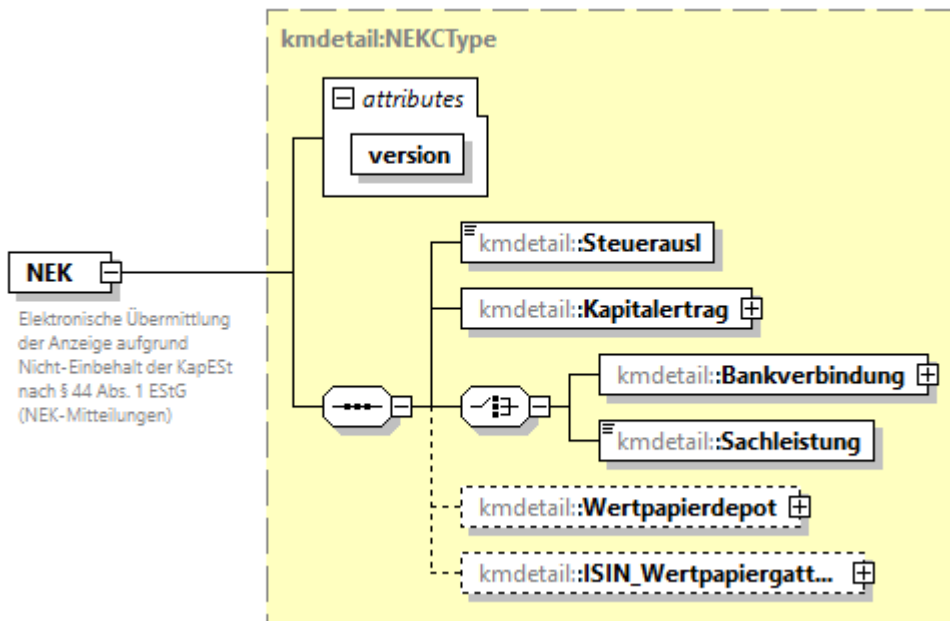 kmdetail:NEKCType
attributes
version
NEK
Elektronische Übermittlung
der Anzeige aufgrund
Nicht-Einbehalt der KapESt
nach § 44 Abs. 1 EStG
(NEK-Mitteilungen)
kmdetail::Steuerausl
kmdetail::Kapitalertrag
kmdetail::Bankverbindung
kmdetail::Sachleistung
kmdetail::Wertpapierdepot
kmdetail::ISIN_Wertpapiergatt...